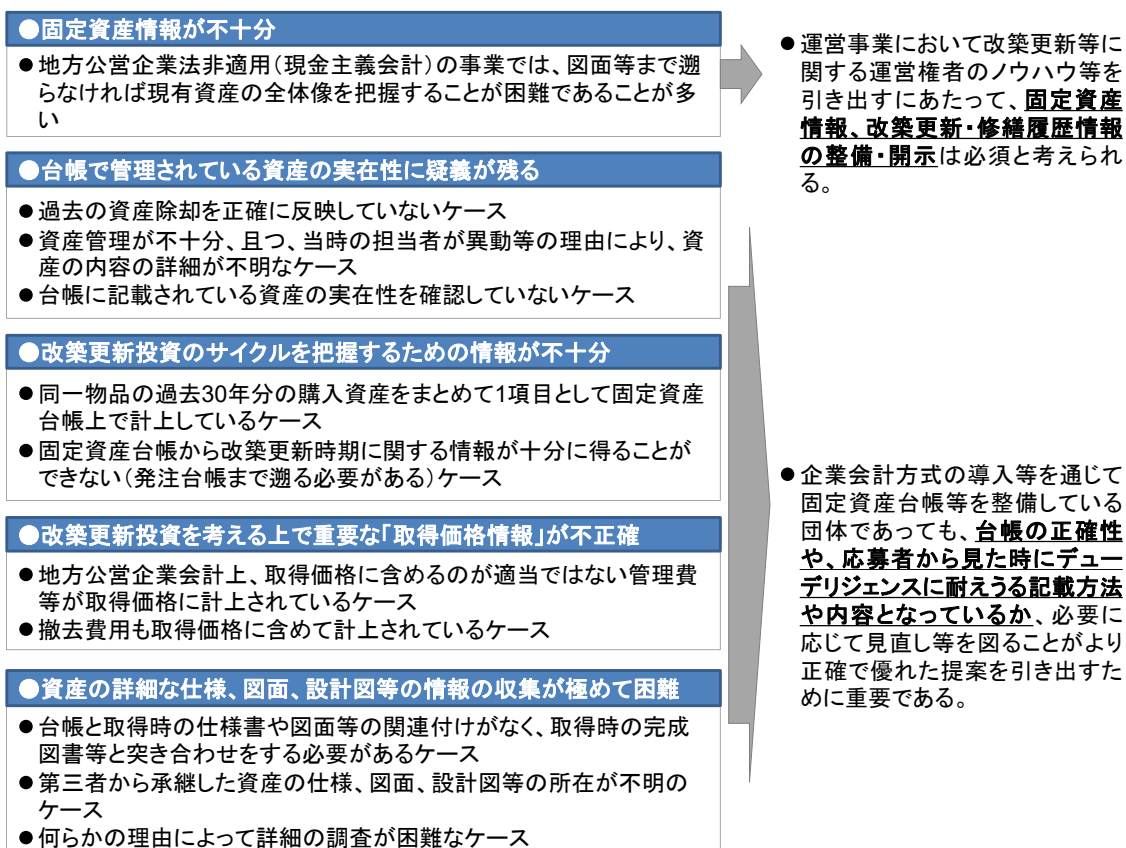 ●固定資産情報が不十分
●地方公営企業法非適用（現金主義会計）の事業では、図面等まで遡
らなければ現有資産の全体像を把握することが困難であることが多
い
●台帳で管理されている資産の実在性に疑義が残る
●過去の資産除却を正確に反映していないケース
●資産管理が不十分、且つ、当時の担当者が異動等の理由により、資
産の内容の詳細が不明なケース
●台帳に記載されている資産の実在性を確認していないケース
●改築更新投資のサイクルを把握するための情報が不十分
●同一物品の過去30年分の購入資産をまとめて1項目として固定資産
台帳上で計上しているケース
●固定資産台帳から改築更新時期に関する情報が十分に得ることが
できない（発注台帳まで遡る必要がある）ケース
●改築更新投資を考える上で重要な「取得価格情報」が不正確
●地方公営企業会計上、取得価格に含めるのが適当ではない管理費
等が取得価格に計上されているケース
●撤去費用も取得価格に含めて計上されているケース
●資産の詳細な仕様、図面、設計図等の情報の収集が極めて困難
●台帳と取得時の仕様書や図面等の関連付けがなく、取得時の完成
図書等と突き合わせをする必要があるケース
●第三者から承継した資産の仕様、図面、設計図等の所在が不明の
ケース
●何らかの理由によって詳細の調査が困難なケース
●運営事業において改築更新等に
関する運営権者のノウハウ等を
引き出すにあたって、固定資産
情報、改築更新・修繕履歴情報
の整備・開示は必須と考えられ
る。
●企業会計方式の導入等を通じて
固定資産台帳等を整備している
団体であっても、台帳の正確性
や、応募者から見た時にデュー
デリジェンスに耐えうる記載方法
や内容となっているか、必要に
応じて見直し等を図ることがより
正確で優れた提案を引き出すた
めに重要である。